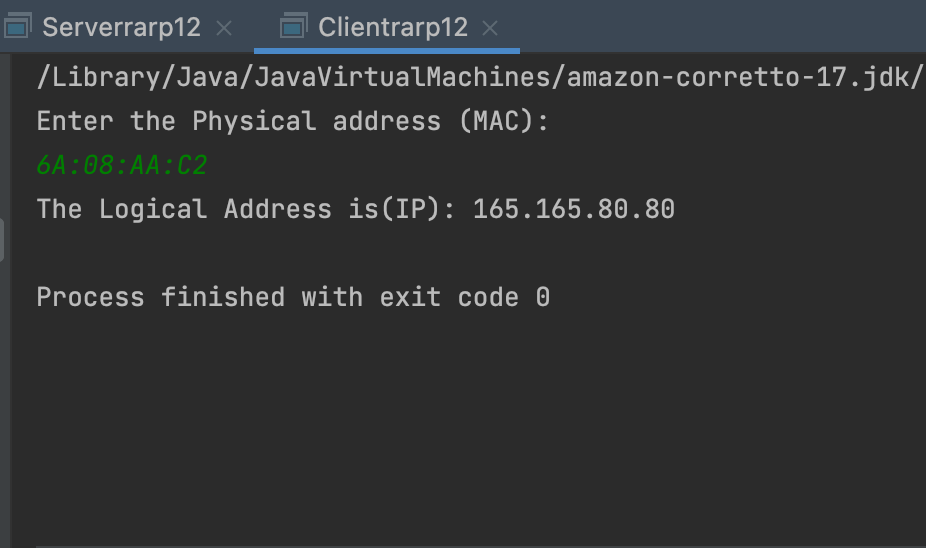 Serverrarp12 Clientrarp12
/Library/Java/JavaVirtualMachines/amazon-corretto-17.jdk/
Enter the Physical address (MAC):
6A:08:AA:C2
The Logical Address is(IP): 165.165.80.80
Process finished with exit code 0